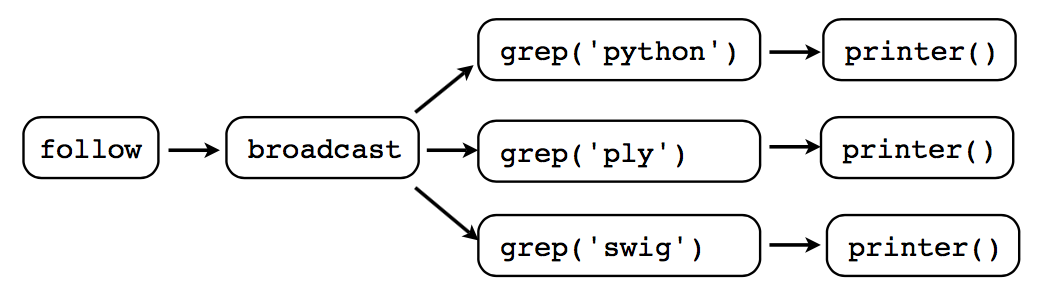 grep('python')
printer()
follow
broadcast
grep('ply')
printer()
grep('swig')
printer()